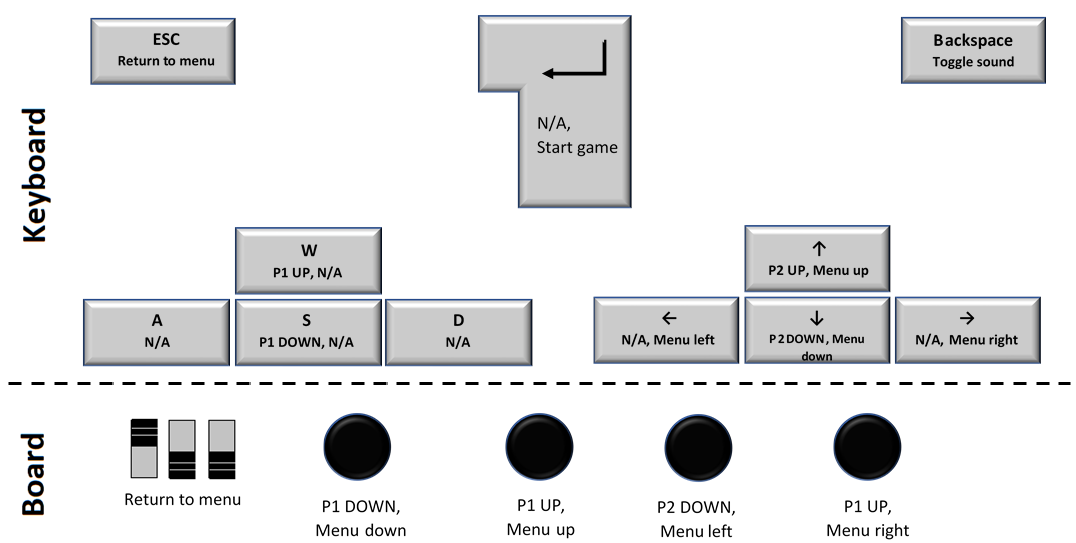 Keyboard
ESC
Return to menu
N/A,
Start game
Backspace
Toggle sound
W
P1 UP, N/A
A
N/A
S
P1 DOWN, N/A
D
N/A
↑
P2 UP, Menu up
←
N/A, Menu left
↓
P2 DOWN, Menu
down
→
N/A, Menu right
Board
Return to menu
P1 DOWN,
Menu down
P1 UP,
Menu up
P2 DOWN,
Menu left
P1 UP,
Menu right